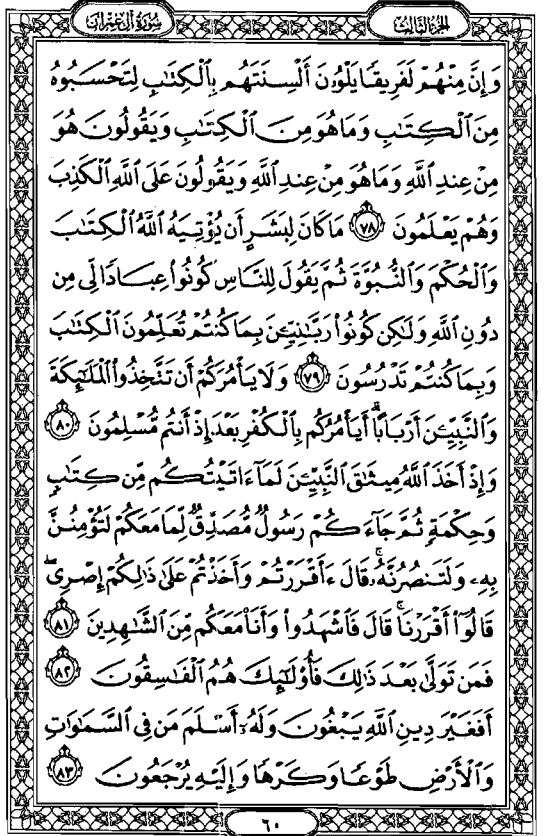 الجزء الثالث
سورة آل عمران
وَإِنَّ مِنْهُمْ لَفَرِيقًا يَلْوُۥنَ أَلْسِنَتَهُم بِٱلْكِتَٰبِ لِتَحْسَبُوهُ
مِنَ ٱلْكِتَٰبِ وَمَا هُوَ مِنَ ٱلْكِتَٰبِ وَيَقُولُونَ هُوَ
مِنْ عِندِ ٱللَّهِ وَمَا هُوَ مِنْ عِندِ ٱللَّهِ وَيَقُولُونَ عَلَى ٱللَّهِ ٱلْكَذِبَ
وَهُمْ يَعْلَمُونَ ٧٨ مَا كَانَ لِبَشَرٍ أَن يُؤْتِيَهُ ٱللَّهُ ٱلْكِتَٰبَ
وَٱلْحُكْمَ وَٱلنُّبُوَّةَ ثُمَّ يَقُولَ لِلنَّاسِ كُونُوا۟ عِبَادًا لِّى مِن
دُونِ ٱللَّهِ وَلَٰكِن كُونُوا۟ رَبَّٰنِيِّۦنَ بِمَا كُنتُمْ تُعَلِّمُونَ ٱلْكِتَٰبَ
وَبِمَا كُنتُمْ تَدْرُسُونَ ٧٩ وَلَا يَأْمُرَكُمْ أَن تَتَّخِذُوا۟ ٱلْمَلَٰٓئِكَةَ
وَٱلنَّبِيِّۦنَ أَرْبَابًا ۗ أَيَأْمُرُكُم بِٱلْكُفْرِ بَعْدَ إِذْ أَنتُم مُّسْلِمُونَ ٨٠
وَإِذْ أَخَذَ ٱللَّهُ مِيثَٰقَ ٱلنَّبِيِّۦنَ لَمَآ ءَاتَيْتُكُم مِّن كِتَٰبٍ
وَحِكْمَةٍ ثُمَّ جَآءَكُمْ رَسُولٌ مُّصَدِّقٌ لِّمَا مَعَكُمْ لَتُؤْمِنُنَّ
بِهِۦ وَلَتَنصُرُنَّهُۥ ۚ قَالَ ءَأَقْرَرْتُمْ وَأَخَذْتُمْ عَلَىٰ ذَٰلِكُمْ إِصْرِى ۖ
قَالُوٓا۟ أَقْرَرْنَا ۚ قَالَ فَٱشْهَدُوا۟ وَأَنَا۠ مَعَكُم مِّنَ ٱلشَّٰهِدِينَ ٨١
فَمَن تَوَلَّىٰ بَعْدَ ذَٰلِكَ فَأُو۟لَٰٓئِكَ هُمُ ٱلْفَٰسِقُونَ ٨٢
أَفَغَيْرَ دِينِ ٱللَّهِ يَبْغُونَ وَلَهُۥٓ أَسْلَمَ مَن فِى ٱلسَّمَٰوَٰتِ
وَٱلْأَرْضِ طَوْعًا وَكَرْهًا وَإِلَيْهِ يُرْجَعُونَ ٨٣
٦٠